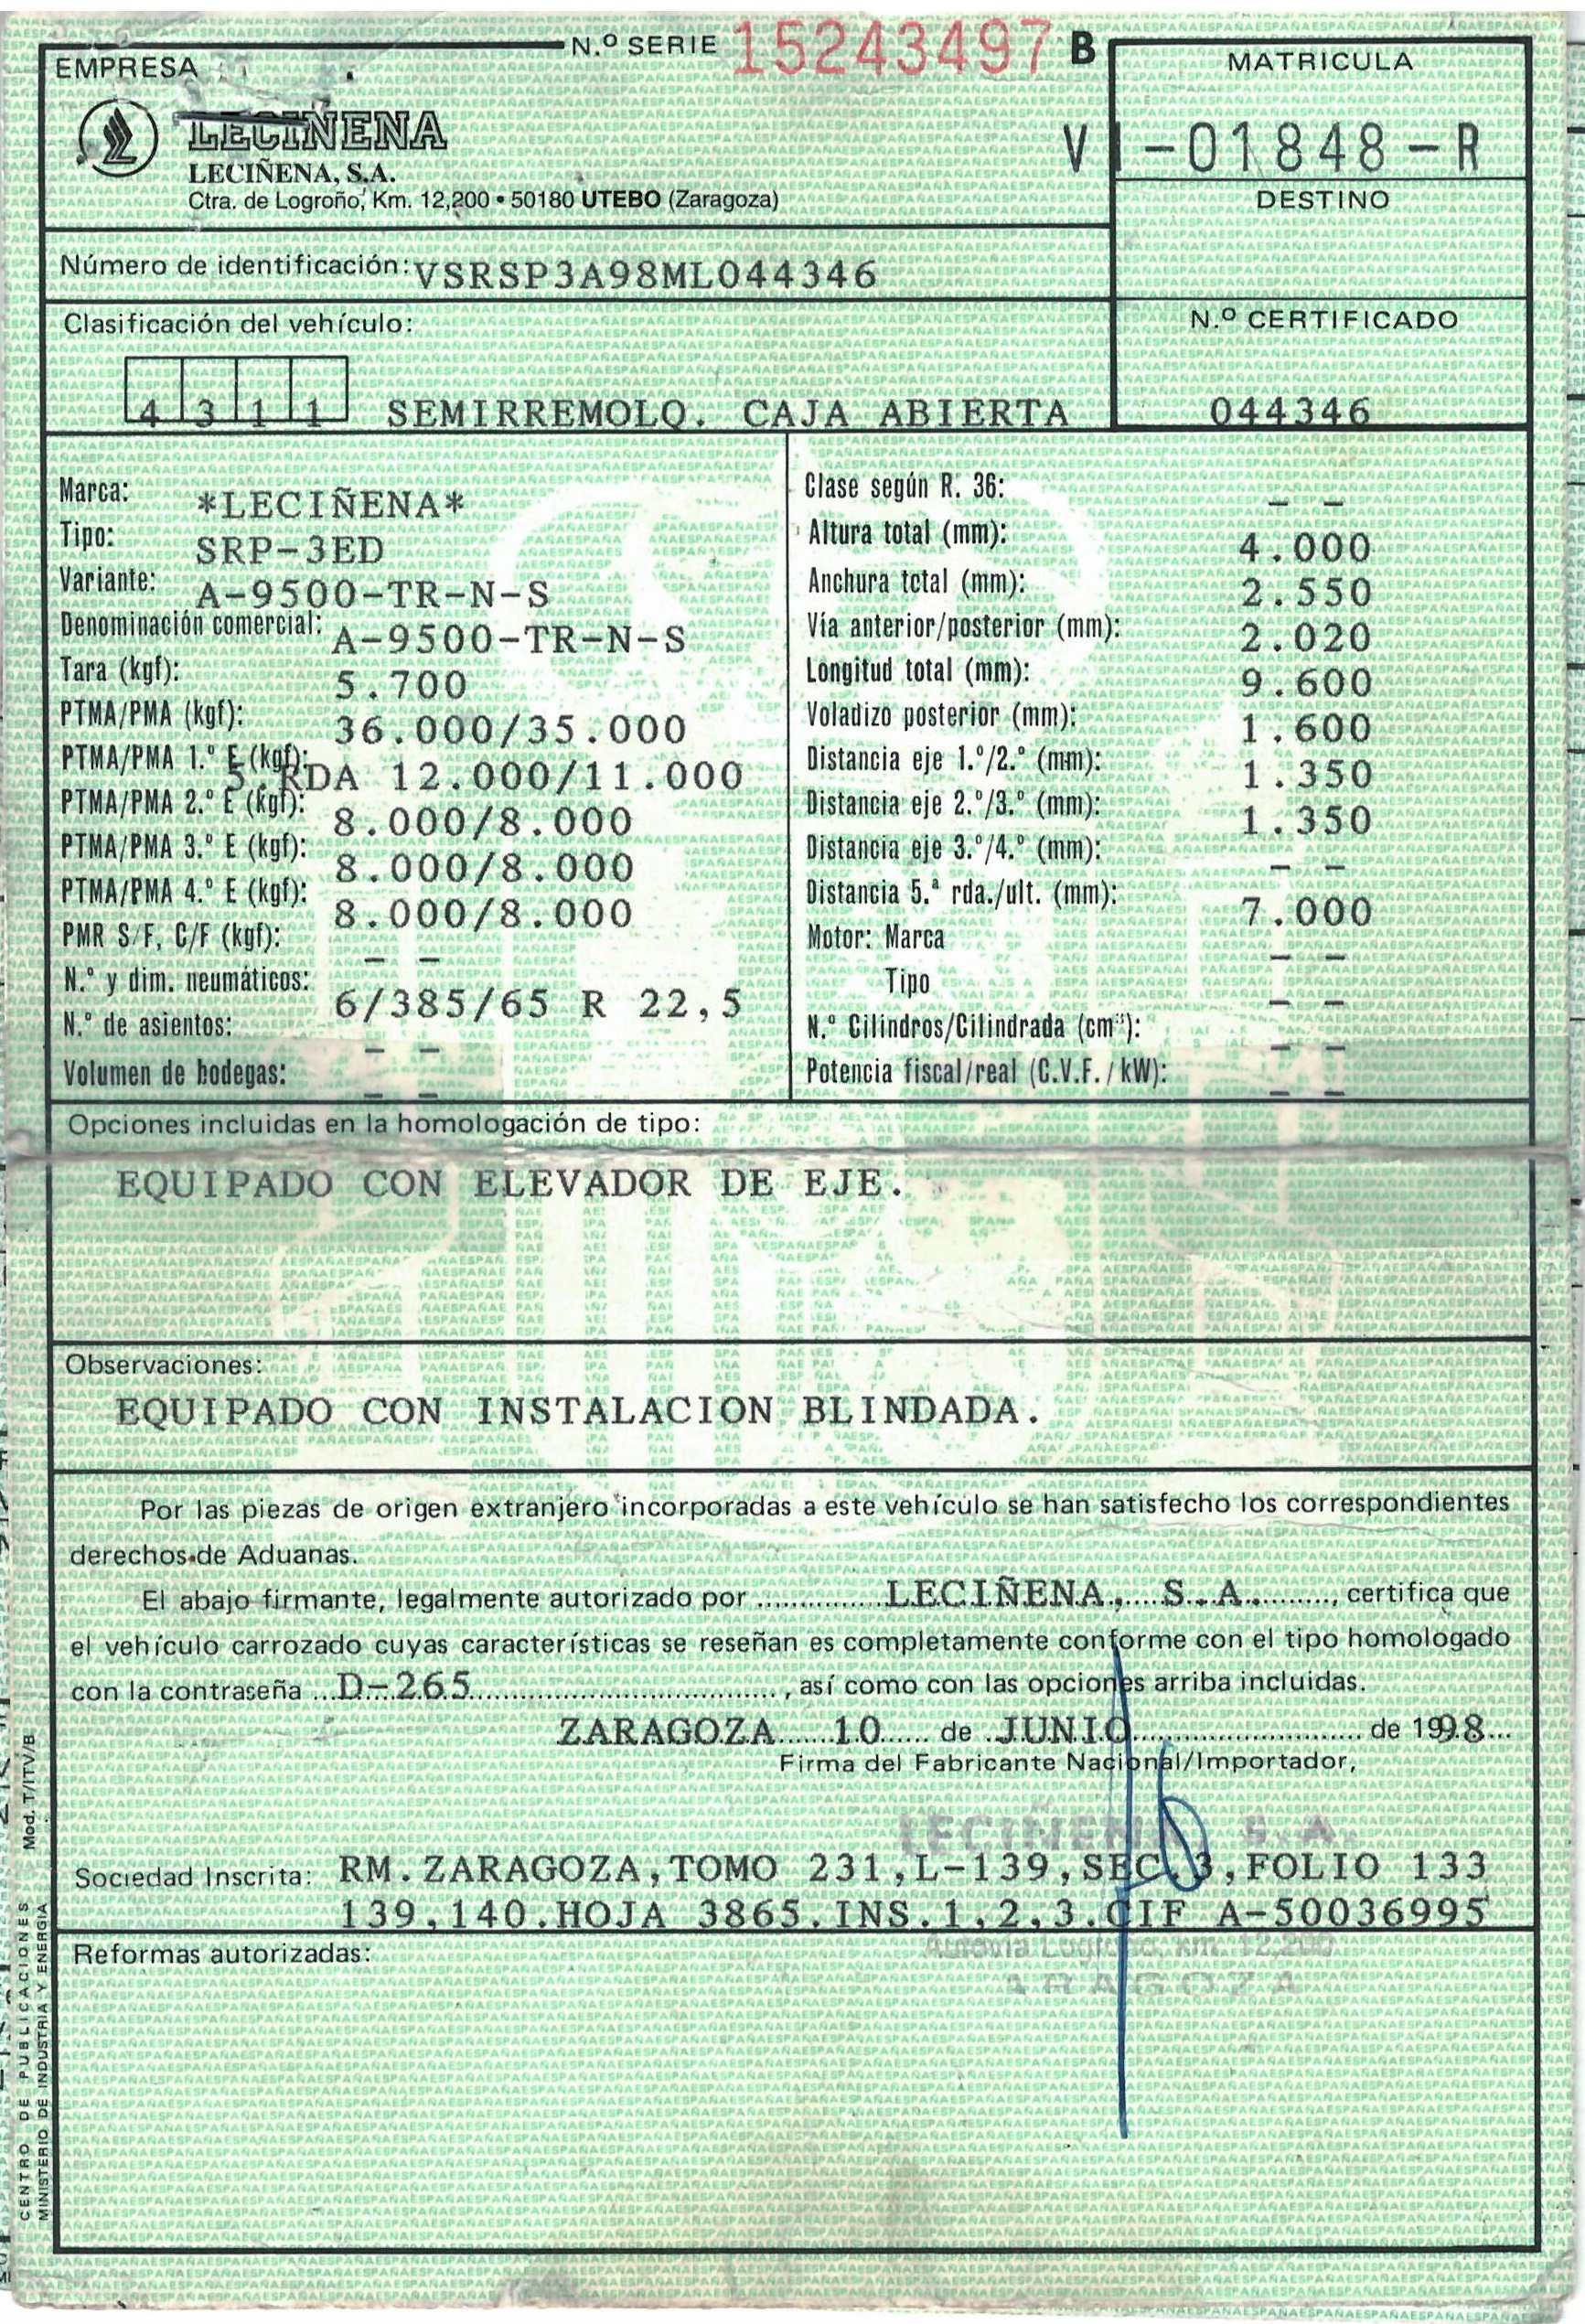 N.º SERIE 15243497 B
EMPRESA
LECIÑENA
LECIÑENA, S.A.
Ctra. de Logroño, Km. 12,200 • 50180 UTEBO (Zaragoza)
MATRICULA
VI-01848-R
DESTINO
Número de identificación: VSRSP3A98ML044346
Clasificación del vehículo:
4 3 1 1 SEMIRREMOLQ. CAJA ABIERTA
N.º CERTIFICADO
044346
Marca: *LECIÑENA*
Tipo: SRP-3ED
Variante: A-9500-TR-N-S
Denominación comercial: A-9500-TR-N-S
Tara (kgf): 5.700
PTMA/PMA (kgf): 36.000/35.000
PTMA/PMA 1.º E (kgf): 5.RDA 12.000/11.000
PTMA/PMA 2.º E (kgf): 8.000/8.000
PTMA/PMA 3.º E (kgf): 8.000/8.000
PTMA/PMA 4.º E (kgf): 8.000/8.000
PMR S/F, C/F (kgf): - -
N.º y dim. neumáticos: 6/385/65 R 22,5
N.º de asientos: - -
Volumen de bodegas: - -
Clase según R. 36: - -
Altura total (mm): 4.000
Anchura total (mm): 2.550
Vía anterior/posterior (mm): 2.020
Longitud total (mm): 9.600
Voladizo posterior (mm): 1.600
Distancia eje 1.º/2.º (mm): 1.350
Distancia eje 2.º/3.º (mm): 1.350
Distancia eje 3.º/4.º (mm): - -
Distancia 5.ª rda./ult. (mm): 7.000
Motor: Marca - -
Tipo - -
N.º Cilindros/Cilindrada (cm³): - -
Potencia fiscal/real (C.V.F./kW): - -
Opciones incluidas en la homologación de tipo:
EQUIPADO CON ELEVADOR DE EJE.
Observaciones:
EQUIPADO CON INSTALACION BLINDADA.
Por las piezas de origen extranjero incorporadas a este vehículo se han satisfecho los correspondientes
derechos de Aduanas.
El abajo firmante, legalmente autorizado por LECIÑENA, S.A., certifica que
el vehículo carrozado cuyas características se reseñan es completamente conforme con el tipo homologado
con la contraseña D-265, así como con las opciones arriba incluidas.
ZARAGOZA 10 de JUNIO de 1998
Firma del Fabricante Nacional/Importador,
LECIÑENA S.A.
Sociedad Inscrita: RM.ZARAGOZA,TOMO 231,L-139,SEC 3,FOLIO 133
139,140.HOJA 3865.INS.1,2,3.CIF A-50036995
Autovía Logroño, km. 12,200
ZARAGOZA
Reformas autorizadas:
Mod. T/ITV/B
CENTRO DE PUBLICACIONES
MINISTERIO DE INDUSTRIA Y ENERGIA